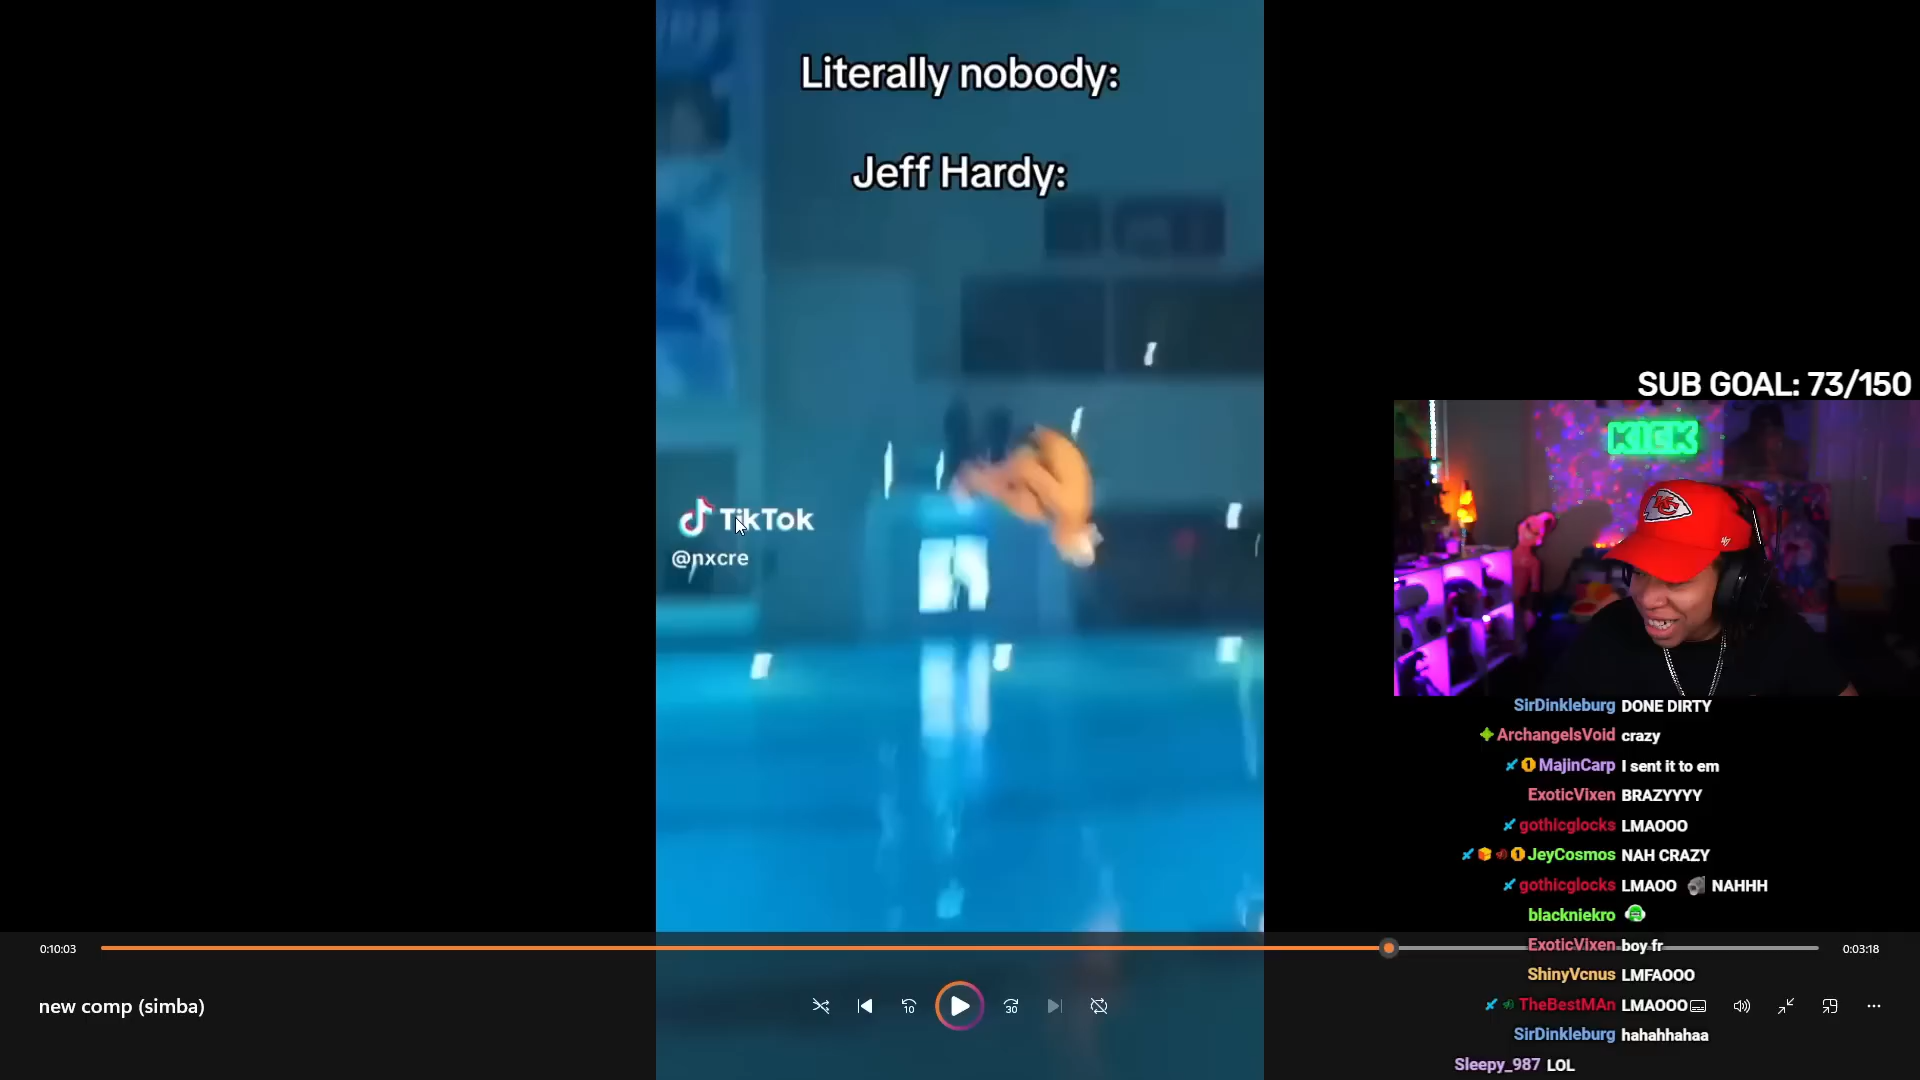 Literally nobody:
Jeff Hardy:
TikTok
@nxcre
SUB GOAL: 73/150
KICK
SirDinkleburg DONE DIRTY
ArchangelsVoid crazy
MajinCarp I sent it to em
ExoticVixen BRAZYYYY
gothicglocks LMAOOO
JeyCosmos NAH CRAZY
gothicglocks LMAOO NAHHH
blackniekro
ExoticVixen boy fr
ShinyVcnus LMFAOOO
TheBestMAn LMAOOO
SirDinkleburg hahahhahaa
Sleepy_987 LOL
0:10:03
0:03:18
new comp (simba)
10
30